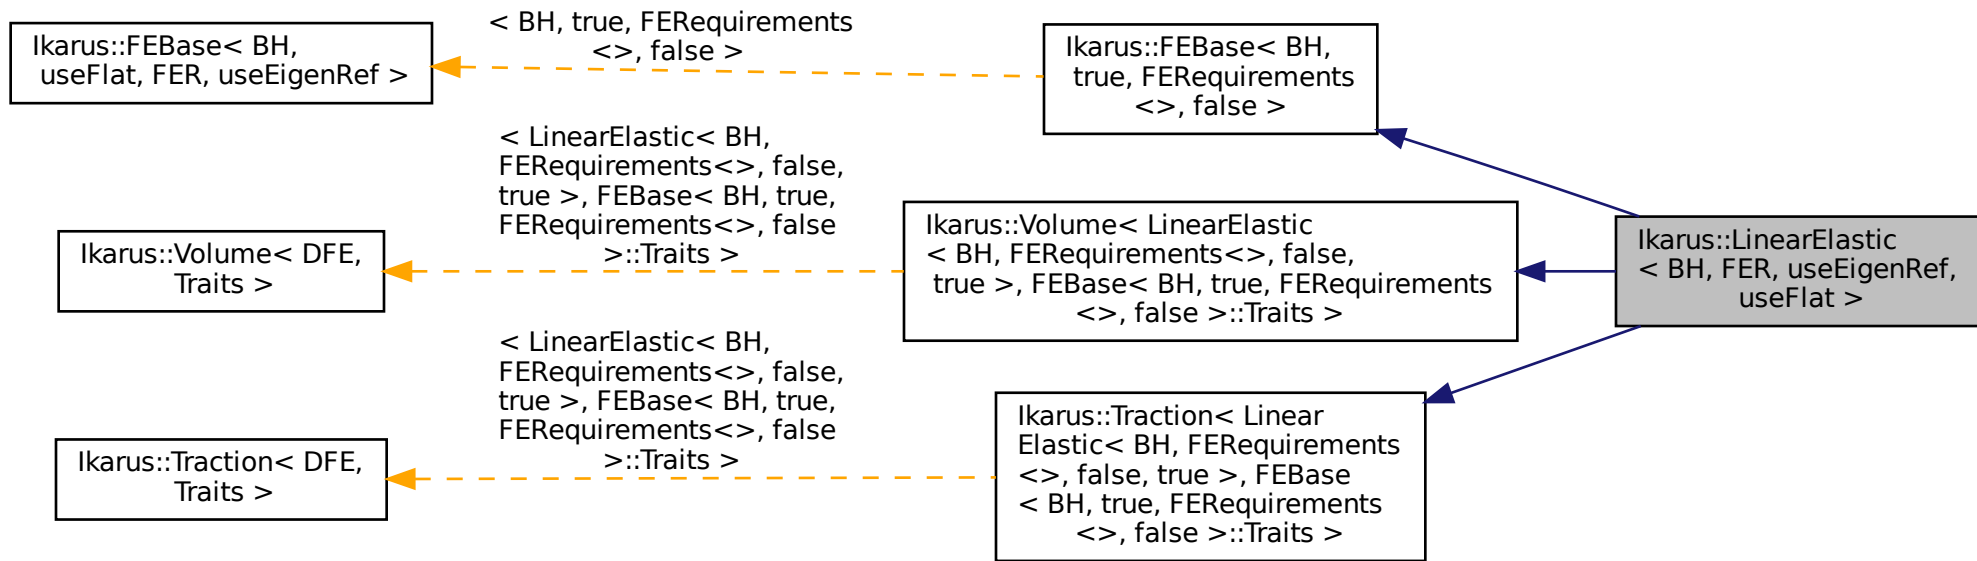 Ikarus::FEBase< BH,
useFlat, FER, useEigenRef >
< BH, true, FERequirements
<>, false >
Ikarus::FEBase< BH,
true, FERequirements
<>, false >
Ikarus::Volume< DFE,
Traits >
< LinearElastic< BH,
FERequirements<>, false,
true >, FEBase< BH, true,
FERequirements<>, false
>::Traits >
Ikarus::Volume< LinearElastic
< BH, FERequirements<>, false,
true >, FEBase< BH, true, FERequirements
<>, false >::Traits >
Ikarus::LinearElastic
< BH, FER, useEigenRef,
useFlat >
Ikarus::Traction< DFE,
Traits >
< LinearElastic< BH,
FERequirements<>, false,
true >, FEBase< BH, true,
FERequirements<>, false
>::Traits >
Ikarus::Traction< Linear
Elastic< BH, FERequirements
<>, false, true >, FEBase
< BH, true, FERequirements
<>, false >::Traits >